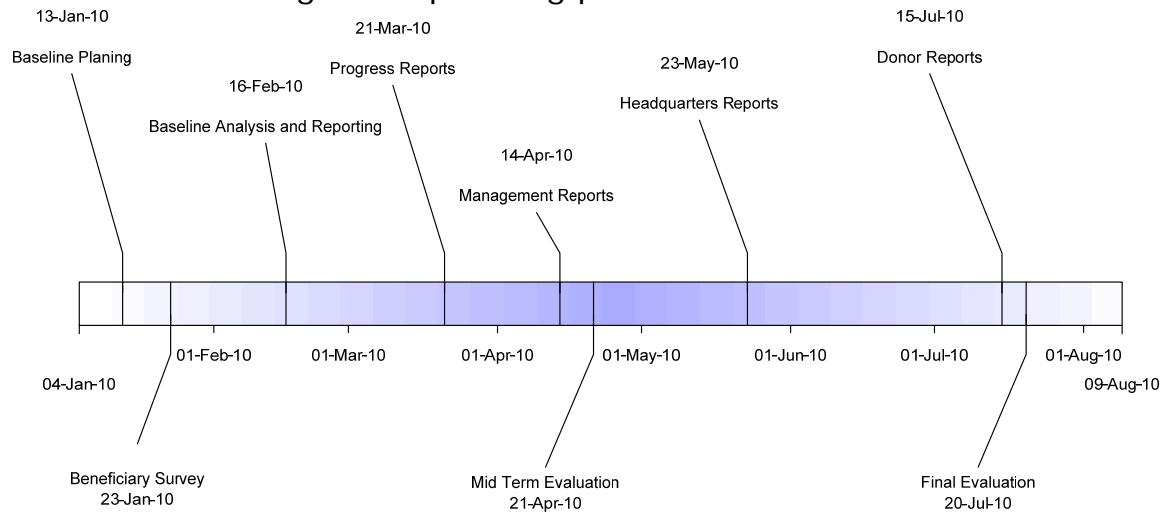 13-Jan-10
Baseline Planing
16-Feb-10
Baseline Analysis and Reporting
21-Mar-10
Progress Reports
14-Apr-10
Management Reports
23-May-10
Headquarters Reports
15-Jul-10
Donor Reports
01-Feb-10
01-Mar-10
01-Apr-10
01-May-10
01-Jun-10
01-Jul-10
01-Aug-10
04-Jan-10
09-Aug-10
Beneficiary Survey
23-Jan-10
Mid Term Evaluation
21-Apr-10
Final Evaluation
20-Jul-10